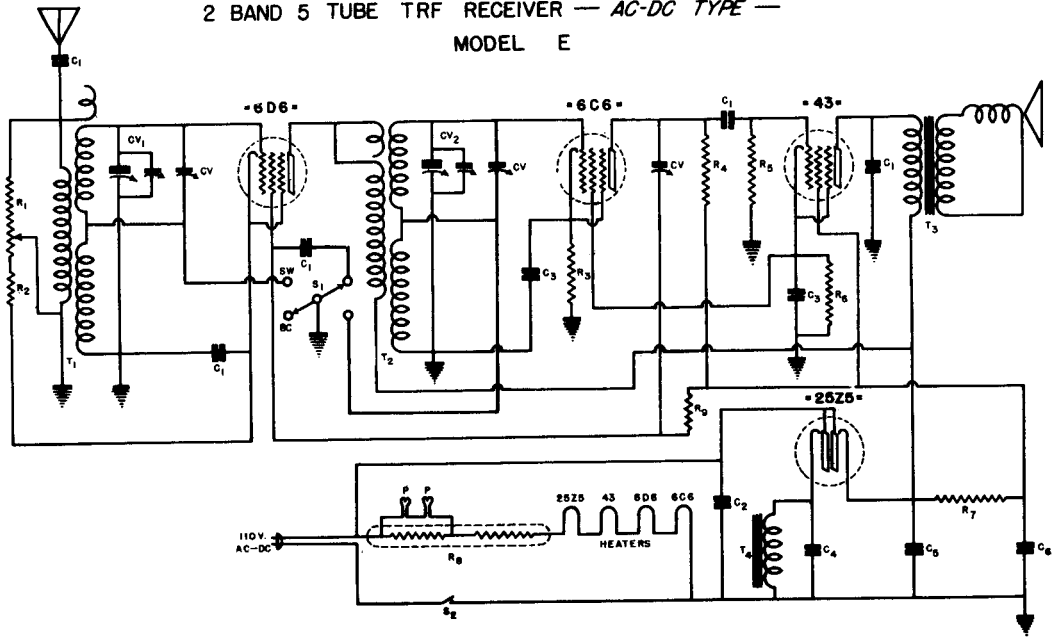 2 BAND 5 TUBE TRF RECEIVER — AC-DC TYPE —
MODEL E
C1
"6D6"
"6C6"
C1
"43"
CV1
CV
CV2
CV
CV
R4
R5
C1
R1
T3
R2
C1
SW
S1
BC
C3
R3
C3
R6
T1
C1
T2
R9
"25Z5"
P P
25Z5 43 6D6 6C6
HEATERS
C2
R7
110V.
AC-DC
R8
T4
C4
C5
C6
S2